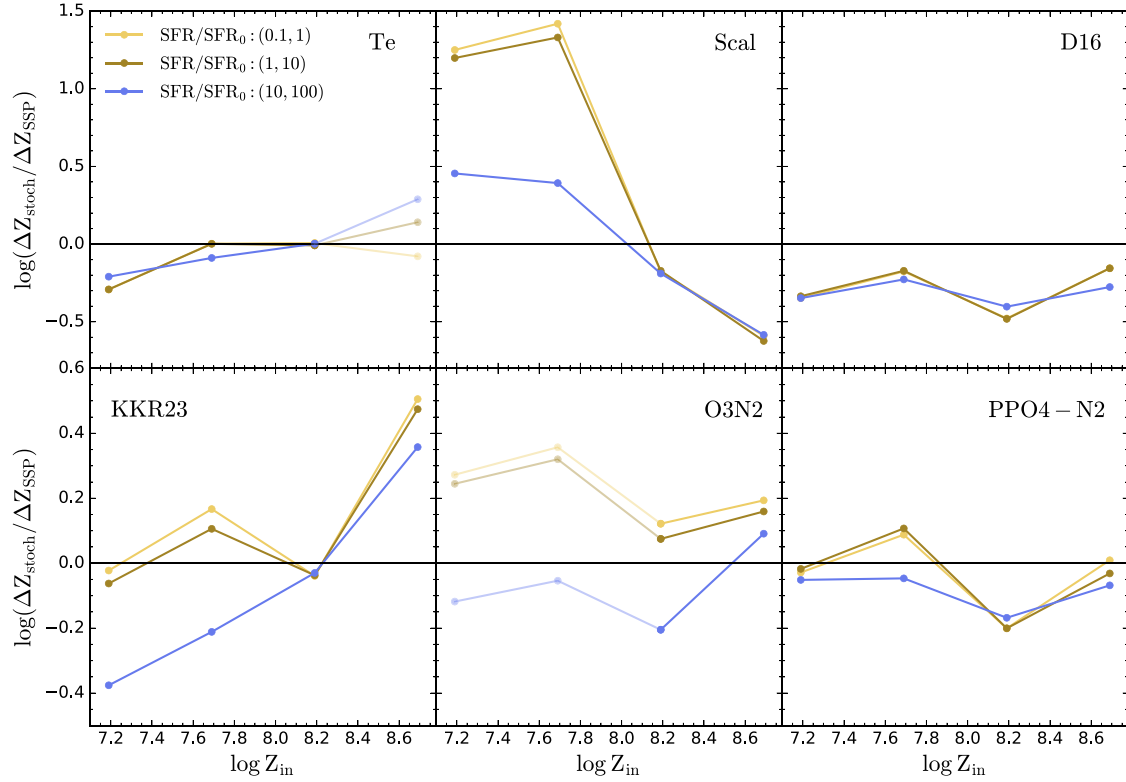 1.5
1.0
0.5
0.0
−0.5
0.6
log(ΔZstoch/ΔZSSP)
SFR/SFR0 : (0.1, 1)
SFR/SFR0 : (1, 10)
SFR/SFR0 : (10, 100)
Te
Scal
D16
0.4
0.2
0.0
−0.2
−0.4
log(ΔZstoch/ΔZSSP)
KKR23
O3N2
PPO4 − N2
7.2 7.4 7.6 7.8 8.0 8.2 8.4 8.6
7.2 7.4 7.6 7.8 8.0 8.2 8.4 8.6
7.2 7.4 7.6 7.8 8.0 8.2 8.4 8.6
log Zin
log Zin
log Zin